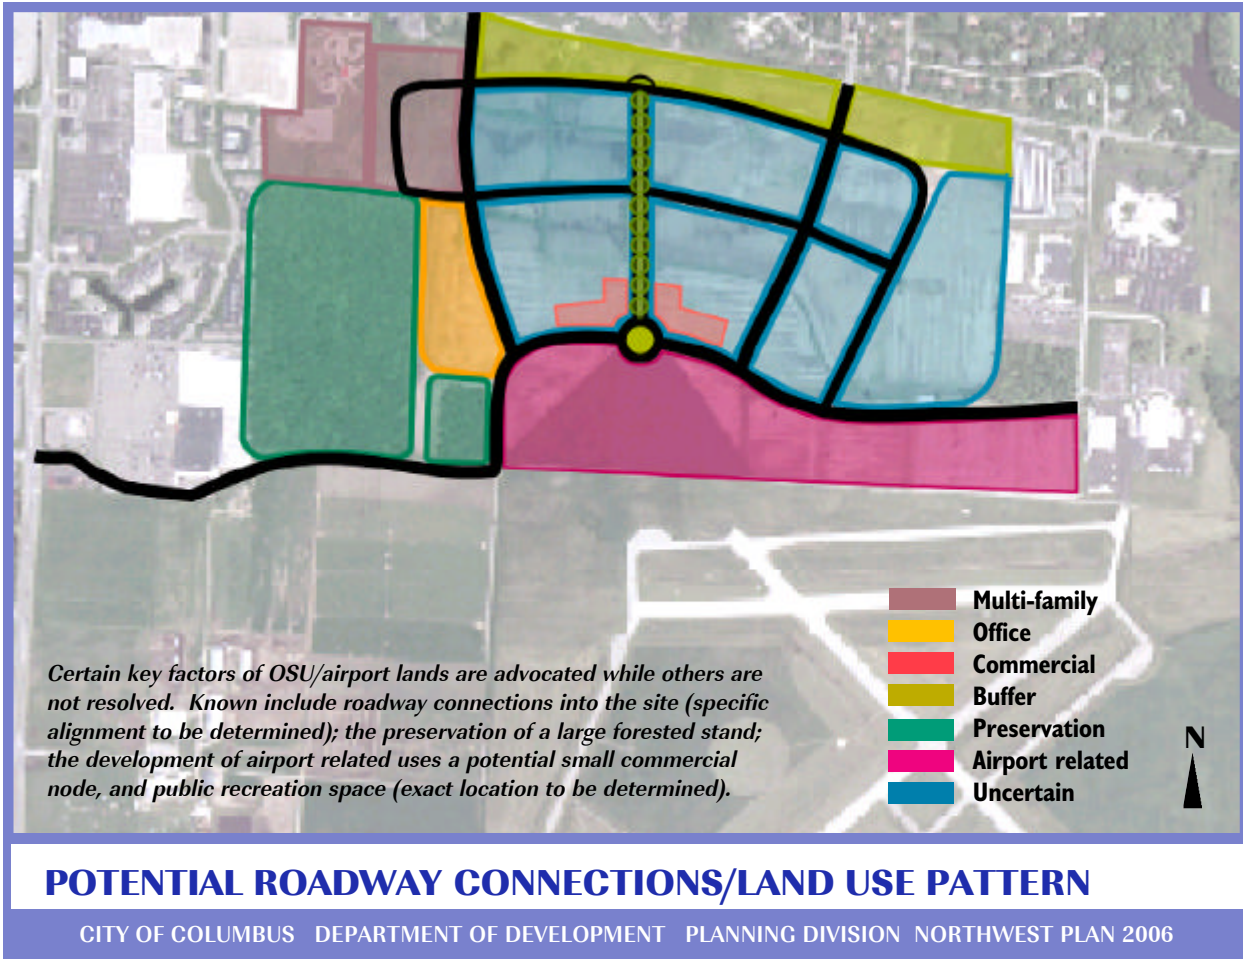 Multi-family
Office
Commercial
Buffer
Preservation
Airport related
Uncertain
N
Certain key factors of OSU/airport lands are advocated while others are
not resolved.  Known include roadway connections into the site (specific
alignment to be determined); the preservation of a large forested stand;
the development of airport related uses a potential small commercial
node, and public recreation space (exact location to be determined).
POTENTIAL ROADWAY CONNECTIONS/LAND USE PATTERN
CITY OF COLUMBUS   DEPARTMENT OF DEVELOPMENT   PLANNING DIVISION  NORTHWEST PLAN 2006